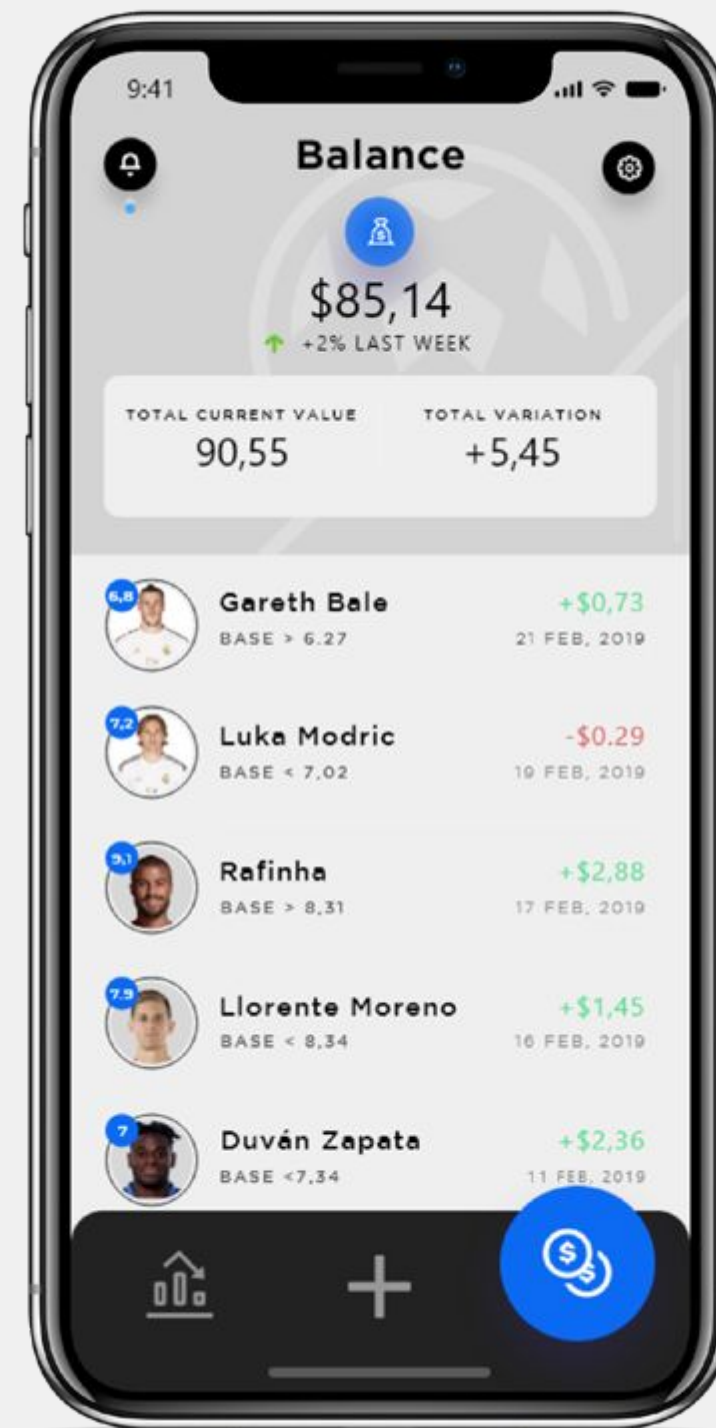 9:41
Balance
$85,14
+2% LAST WEEK
TOTAL CURRENT VALUE TOTAL VARIATION
90,55 +5,45
6,8
Gareth Bale +$0,73
BASE > 6.27 21 FEB, 2019
7,2
Luka Modric -$0.29
BASE < 7,02 19 FEB, 2019
9,1
Rafinha +$2,88
BASE > 8,31 17 FEB, 2019
7.9
Llorente Moreno +$1,45
BASE < 8,34 16 FEB, 2019
7
Duván Zapata +$2,36
BASE <7,34 11 FEB, 2019